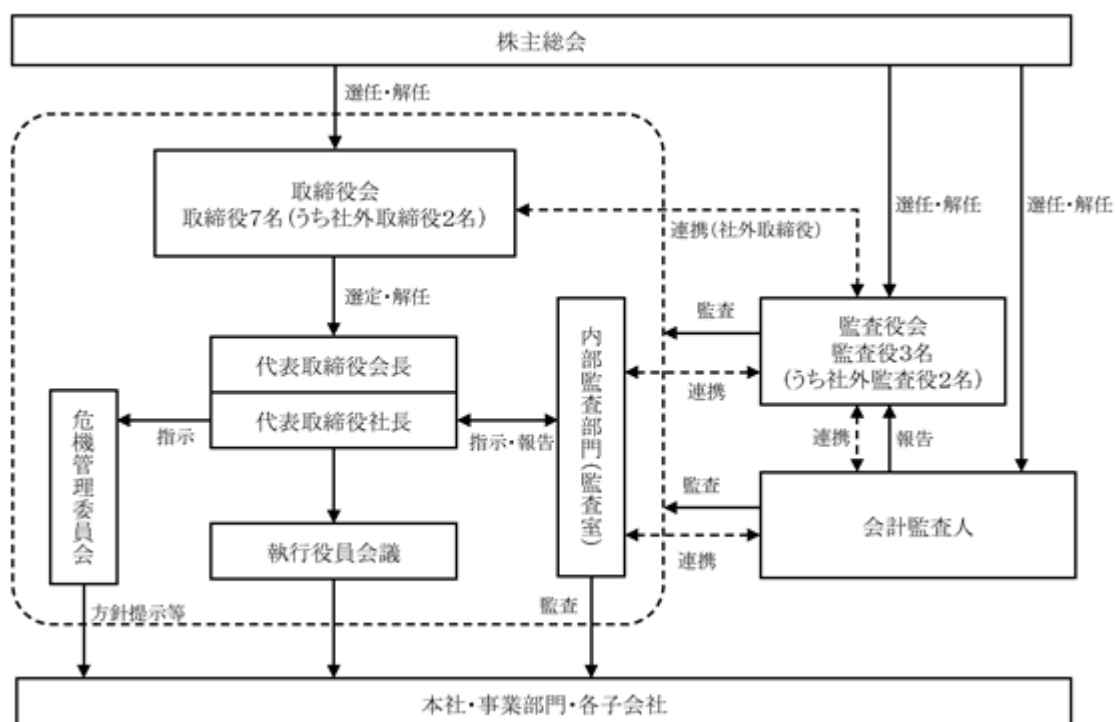 株主総会
選任・解任
取締役会
取締役7名(うち社外取締役2名)
選任・解任
選任・解任
連携(社外取締役)
選定・解任
監査
監査役会
監査役3名
(うち社外監査役2名)
内部監査部門(監査室)
代表取締役会長
連携
代表取締役社長
危機管理委員会
指示
指示・報告
連携
報告
監査
会計監査人
執行役員会議
連携
方針提示等
監査
本社・事業部門・各子会社